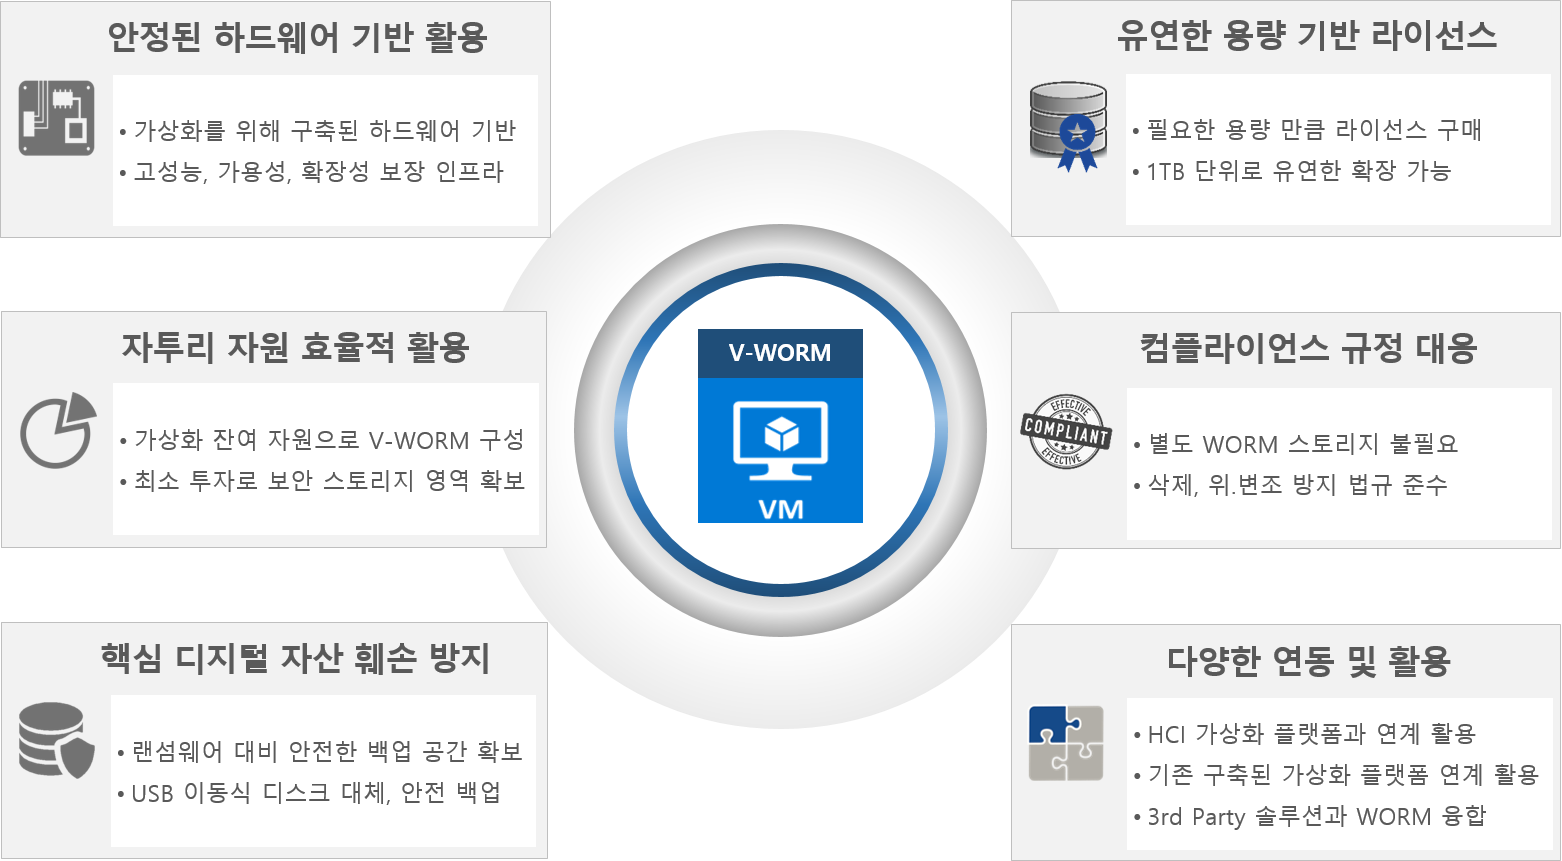 안정된 하드웨어 기반 활용
• 가상화를 위해 구축된 하드웨어 기반
• 고성능, 가용성, 확장성 보장 인프라
자투리 자원 효율적 활용
• 가상화 잔여 자원으로 V-WORM 구성
• 최소 투자로 보안 스토리지 영역 확보
핵심 디지털 자산 훼손 방지
• 랜섬웨어 대비 안전한 백업 공간 확보
• USB 이동식 디스크 대체, 안전 백업
V-WORM
VM
유연한 용량 기반 라이선스
• 필요한 용량 만큼 라이선스 구매
• 1TB 단위로 유연한 확장 가능
컴플라이언스 규정 대응
EFFECTIVE
COMPLIANT
EFFECTIVE
• 별도 WORM 스토리지 불필요
• 삭제, 위.변조 방지 법규 준수
다양한 연동 및 활용
• HCI 가상화 플랫폼과 연계 활용
• 기존 구축된 가상화 플랫폼 연계 활용
• 3rd Party 솔루션과 WORM 융합